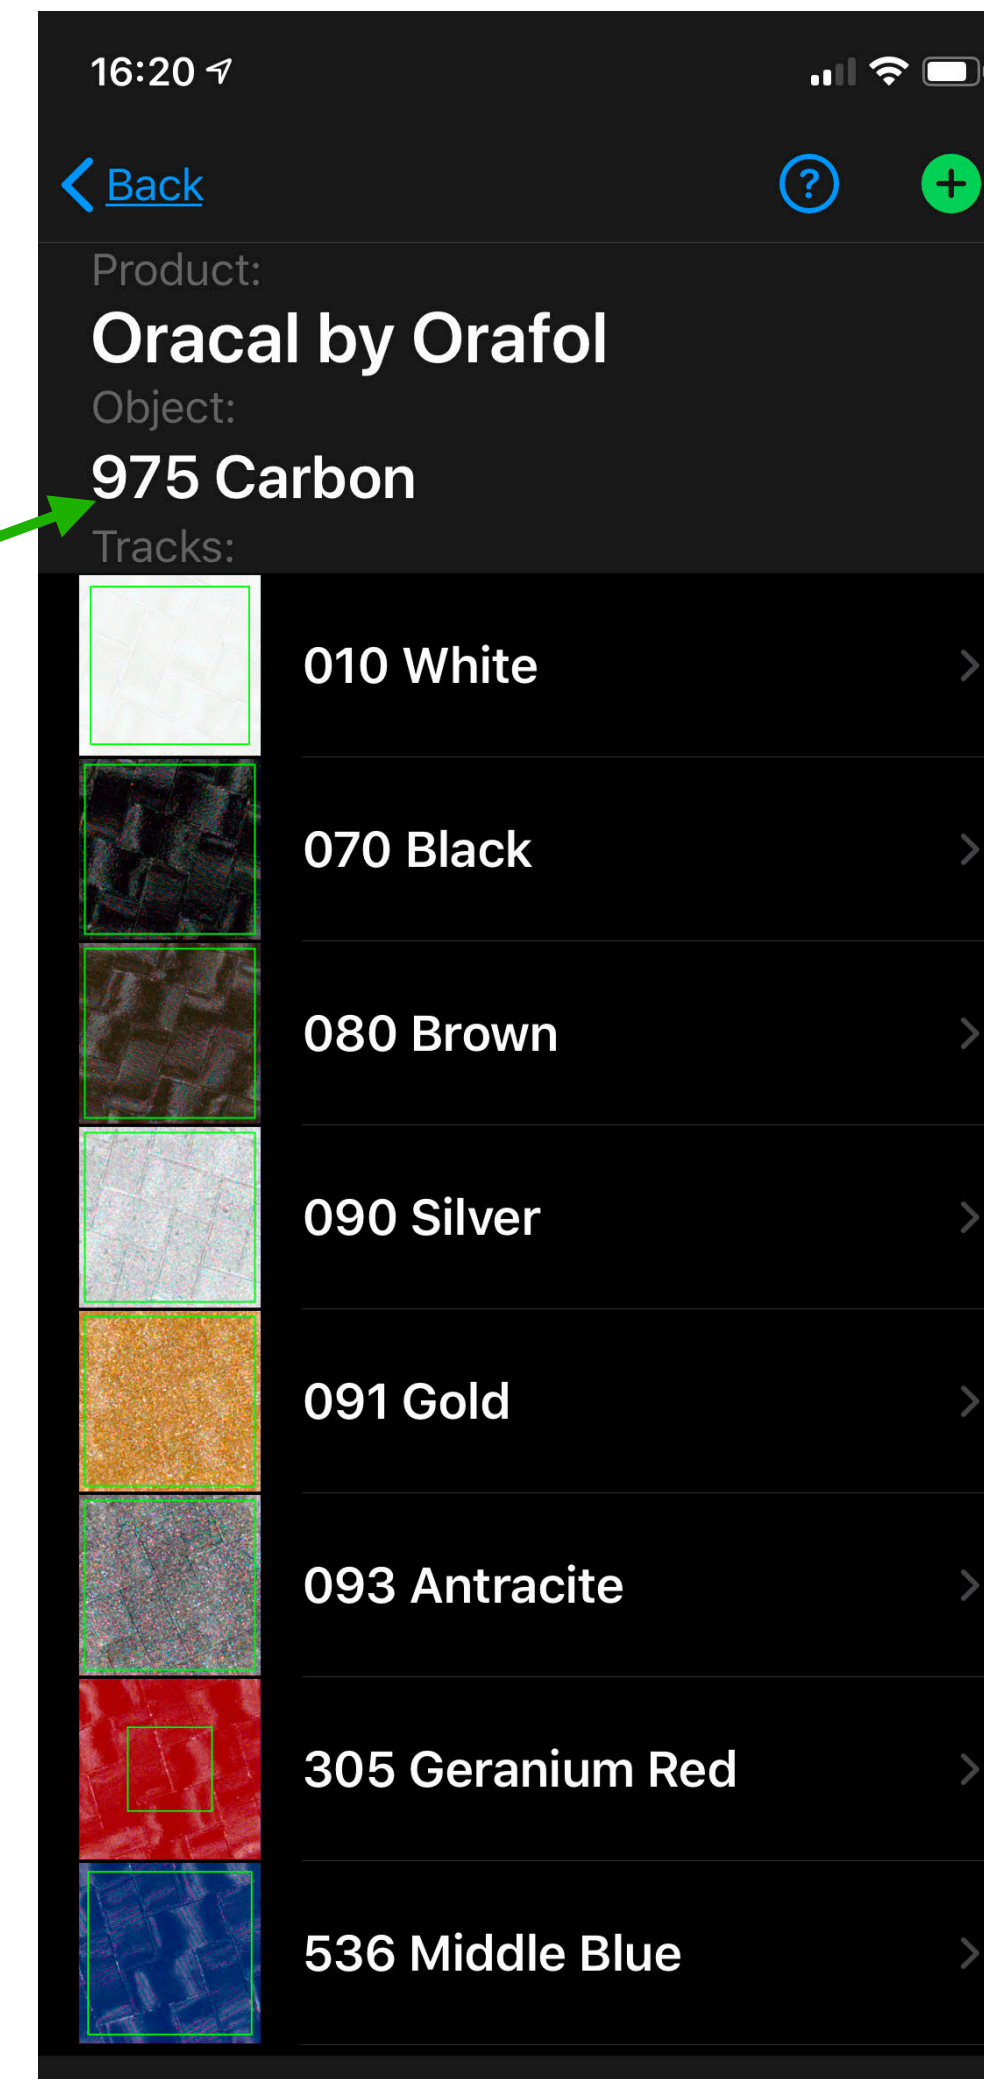 16:20
Back
?
Product:
Oracal by Orafol
Object:
975 Carbon
Tracks:
010 White
070 Black
080 Brown
090 Silver
091 Gold
093 Antracite
305 Geranium Red
536 Middle Blue